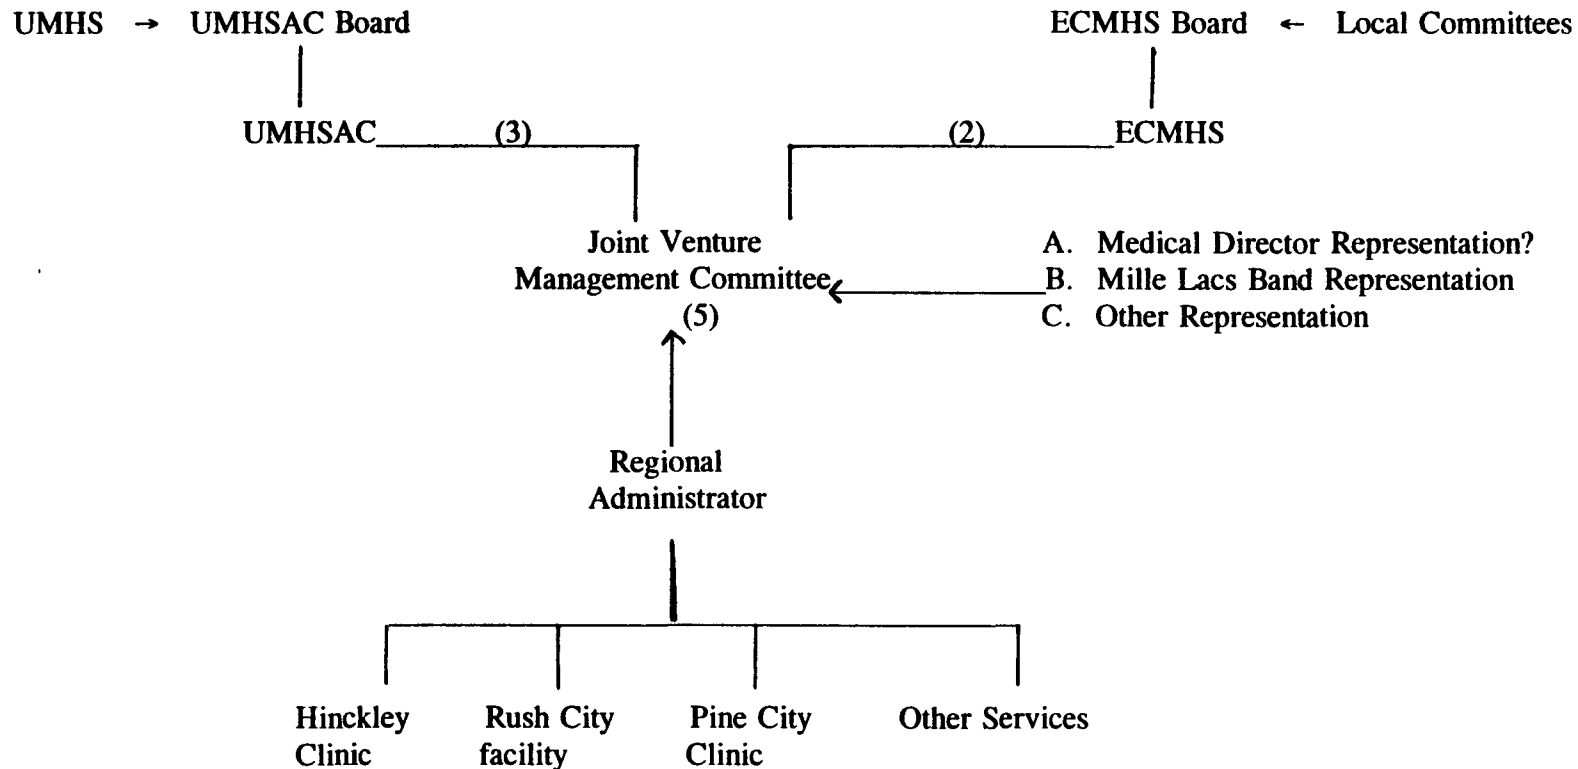 UMHS → UMHSAC Board
ECMHS Board ← Local Committees
UMHSAC (3)
(2) ECMHS
Joint Venture
Management Committee
(5)
A. Medical Director Representation?
B. Mille Lacs Band Representation
C. Other Representation
Regional
Administrator
Hinckley
Clinic
Rush City
facility
Pine City
Clinic
Other Services